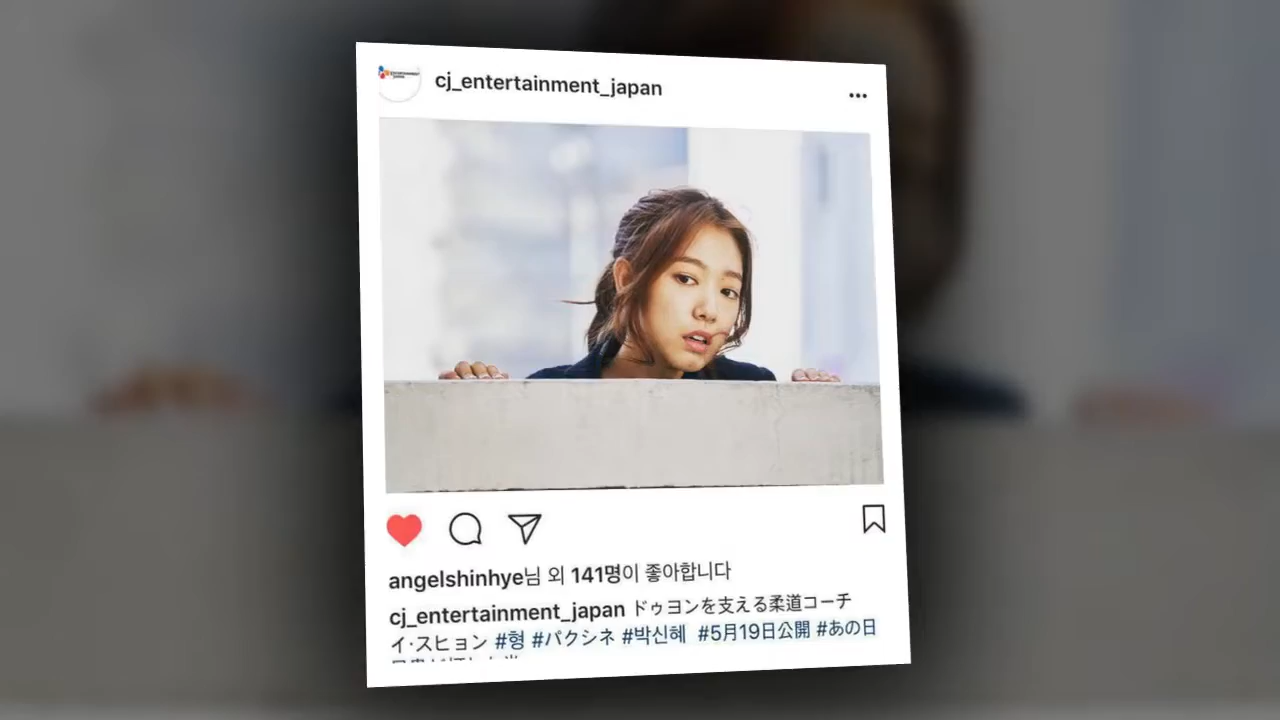 cj_entertainment_japan
angelshinhye님 외 141명이 좋아합니다
cj_entertainment_japan ドゥヨンを支える柔道コーチ
イ·スヒョン #형 #パクシネ #박신혜 #5月19日公開 #あの日